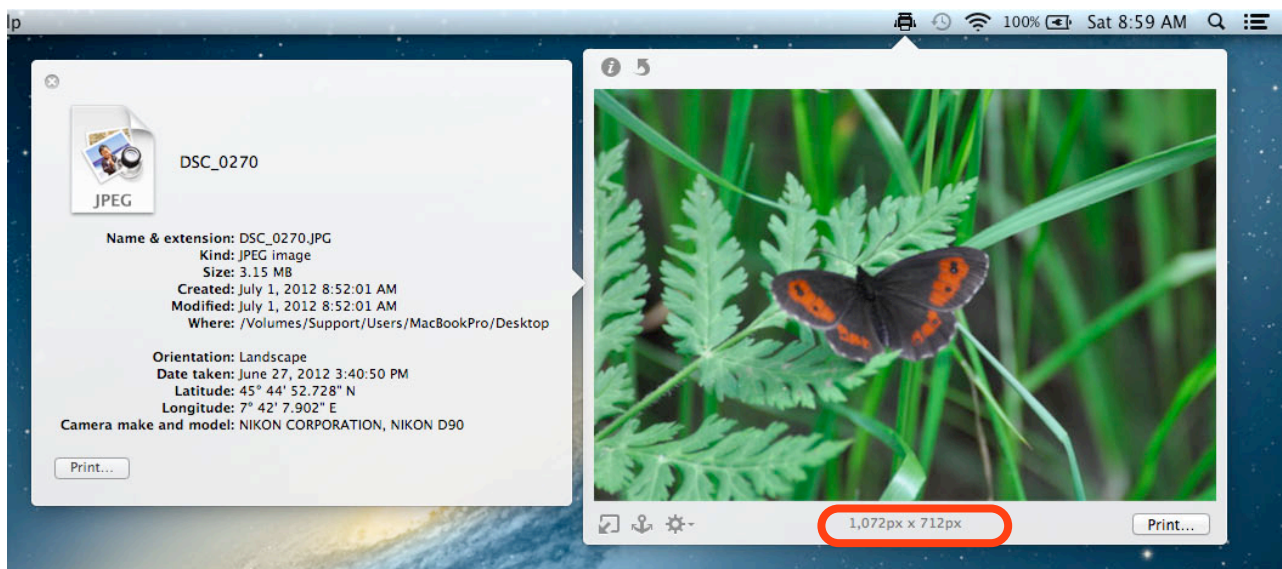 lp
100%
Sat 8:59 AM
DSC_0270
JPEG
Name & extension: DSC_0270.JPG
Kind: JPEG image
Size: 3.15 MB
Created: July 1, 2012 8:52:01 AM
Modified: July 1, 2012 8:52:01 AM
Where: /Volumes/Support/Users/MacBookPro/Desktop
Orientation: Landscape
Date taken: June 27, 2012 3:40:50 PM
Latitude: 45° 44' 52.728" N
Longitude: 7° 42' 7.902" E
Camera make and model: NIKON CORPORATION, NIKON D90
Print...
1,072px x 712px
Print...